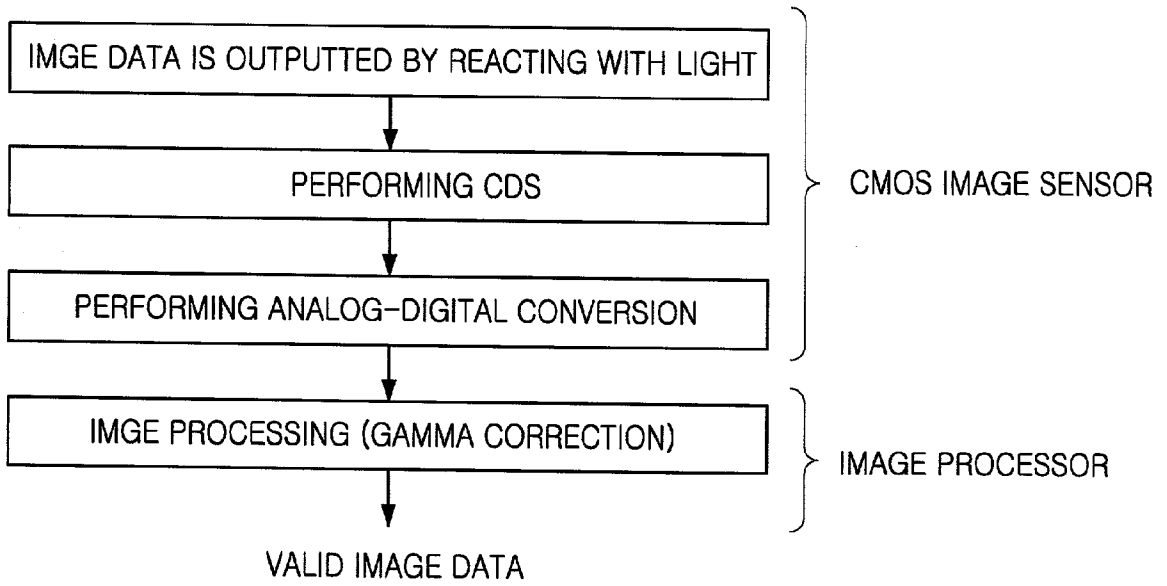 IMGE DATA IS OUTPUTTED BY REACTING WITH LIGHT
PERFORMING CDS
CMOS IMAGE SENSOR
PERFORMING ANALOG-DIGITAL CONVERSION
IMGE PROCESSING (GAMMA CORRECTION)
IMAGE PROCESSOR
VALID IMAGE DATA